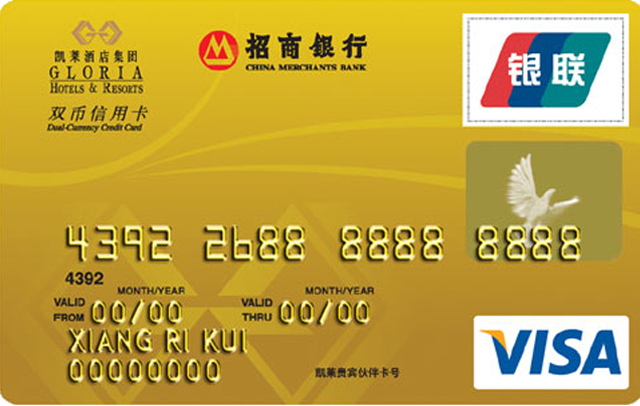 凯莱酒店集团
GLORIA
HOTELS & RESORTS
双币信用卡
Dual-Currency Credit Card
招商银行
CHINA MERCHANTS BANK
银联
4392 2688 8888 8888
4392
MONTH/YEAR MONTH/YEAR
VALID FROM 00/00 VALID THRU 00/00
XIANG RI KUI
00000000
凯莱贵宾伙伴卡号
VISA